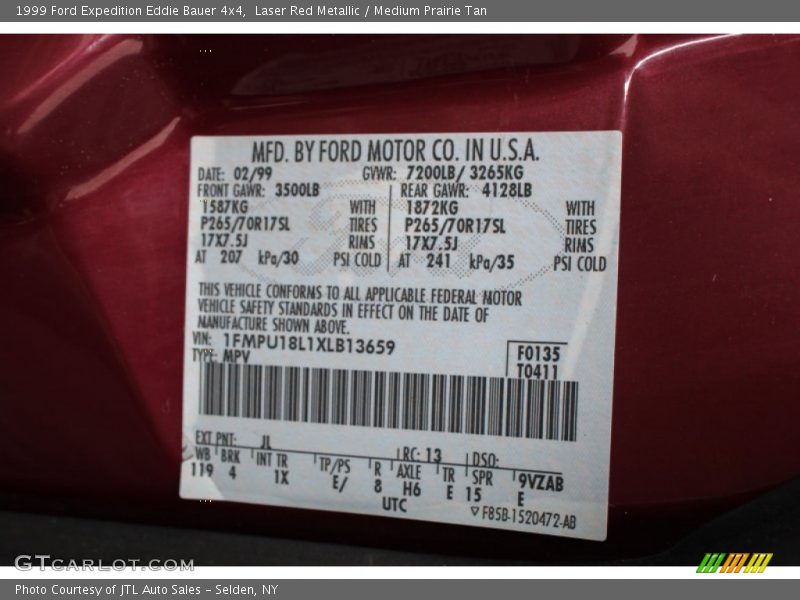 1999 Ford Expedition Eddie Bauer 4x4,  Laser Red Metallic / Medium Prairie Tan
MFD. BY FORD MOTOR CO. IN U.S.A.
DATE: 02/99 GVWR: 7200LB/ 3265KG
FRONT GAWR: 3500LB REAR GAWR: 4128LB
1587KG WITH 1872KG WITH
P265/70R17SL TIRES P265/70R17SL TIRES
17X7.5J RIMS 17X7.5J RIMS
AT 207 kPa/30 PSI COLD AT 241 kPa/35 PSI COLD
THIS VEHICLE CONFORMS TO ALL APPLICABLE FEDERAL MOTOR
VEHICLE SAFETY STANDARDS IN EFFECT ON THE DATE OF
MANUFACTURE SHOWN ABOVE.
VIN: 1FMPU18L1XLB13659
TYPE: MPV
F0135
T0411
EXT PNT: JL RC: 13 DSO:
WB BRK INT TR TP/PS R AXLE TR SPR 9VZAB
119 4 1X E/ 8 H6 E 15 E
UTC
▽F85B-1520472-AB
GTCARLOT.COM
Photo Courtesy of JTL Auto Sales - Selden, NY